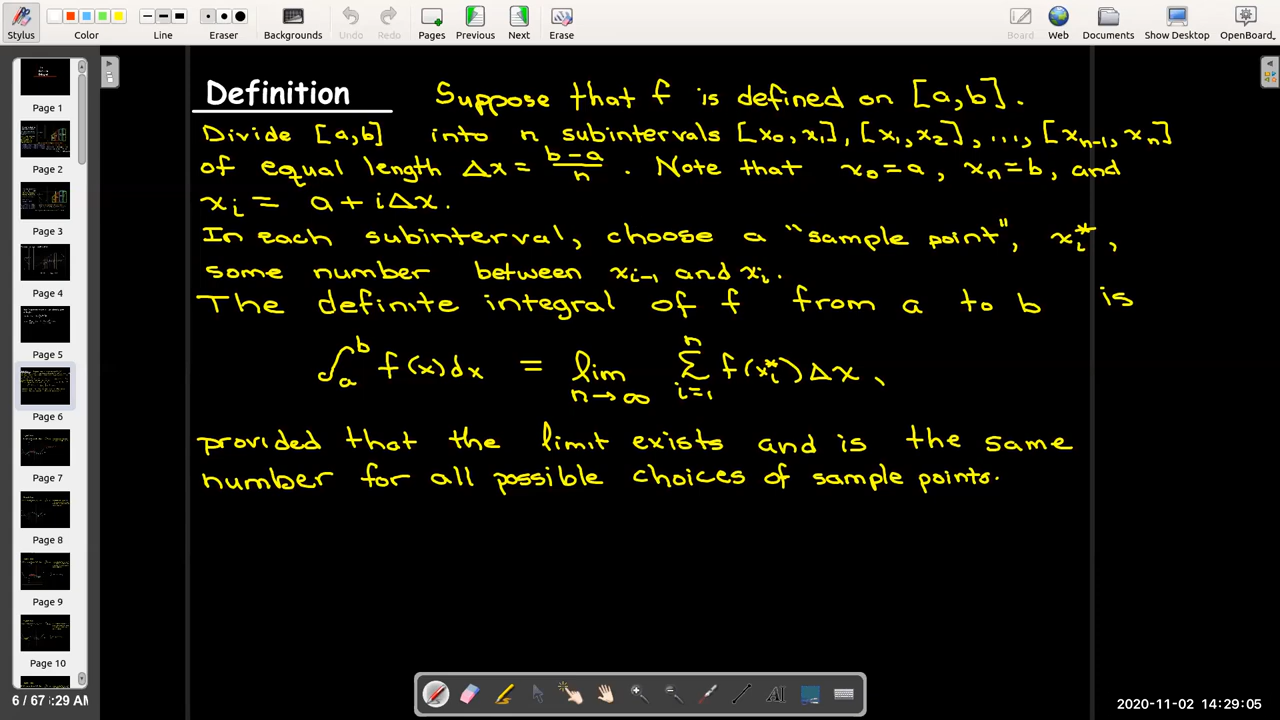 Stylus
Color
Line
Eraser
Backgrounds
Undo
Redo
Pages
Previous
Next
Erase
Board
Web
Documents
Show Desktop
OpenBoard
Page 1
Page 2
Page 3
Page 4
Page 5
Page 6
Page 7
Page 8
Page 9
Page 10
Definition Suppose that f is defined on [a,b].
Divide [a,b] into n subintervals [x₀,x₁], [x₁,x₂], ..., [xₙ₋₁,xₙ]
of equal length Δx = (b-a)/n . Note that x₀=a, xₙ=b, and
xᵢ = a + iΔx.
In each subinterval, choose a "sample point", xᵢ*,
some number between xᵢ₋₁ and xᵢ.
The definite integral of f from a to b is
∫ₐᵇ f(x)dx = lim n→∞ Σ i=1 n f(xᵢ*)Δx,
provided that the limit exists and is the same
number for all possible choices of sample points.
6 / 67
:29 AM
2020-11-02 14:29:05